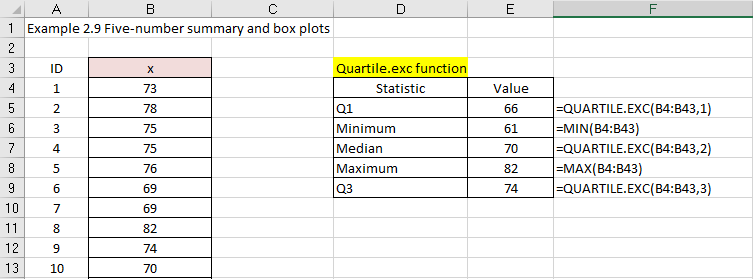 A B C D E F
1 Example 2.9 Five-number summary and box plots
2
3 ID x Quartile.exc function
4 1 73 Statistic Value
5 2 78 Q1 66 =QUARTILE.EXC(B4:B43,1)
6 3 75 Minimum 61 =MIN(B4:B43)
7 4 75 Median 70 =QUARTILE.EXC(B4:B43,2)
8 5 76 Maximum 82 =MAX(B4:B43)
9 6 69 Q3 74 =QUARTILE.EXC(B4:B43,3)
10 7 69
11 8 82
12 9 74
13 10 70